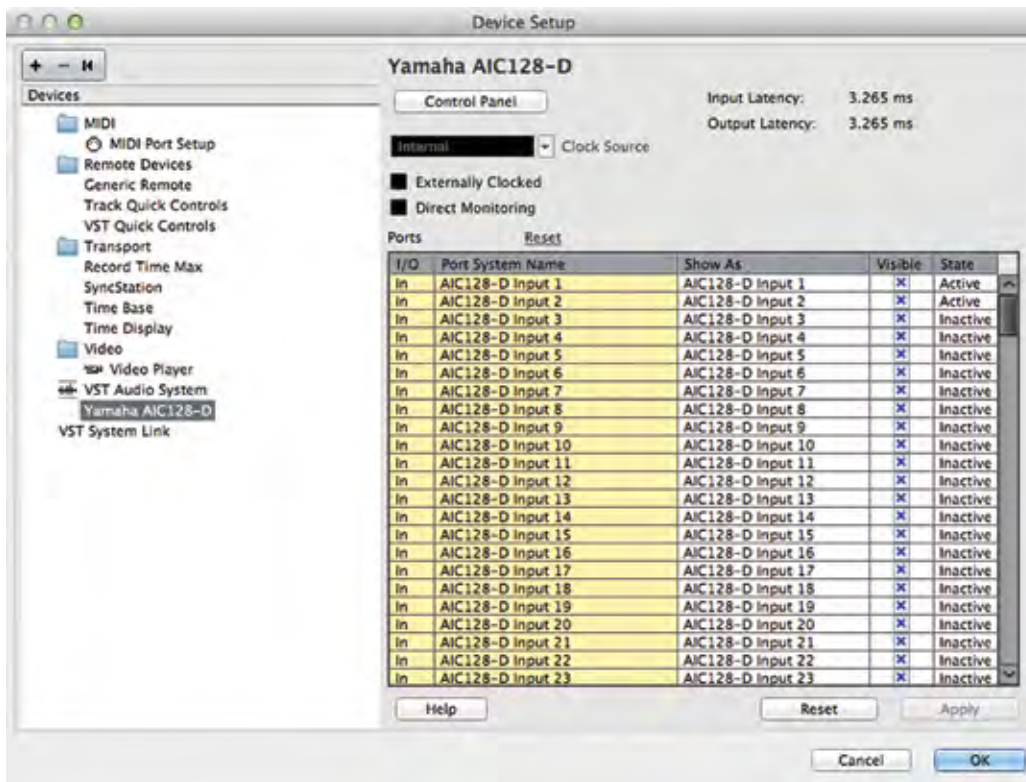 Device Setup
+ -
Devices
MIDI
MIDI Port Setup
Remote Devices
Generic Remote
Track Quick Controls
VST Quick Controls
Transport
Record Time Max
SyncStation
Time Base
Time Display
Video
Video Player
VST Audio System
Yamaha AIC128-D
VST System Link
Yamaha AIC128-D
Control Panel
Input Latency: 3.265 ms
Output Latency: 3.265 ms
Internal Clock Source
Externally Clocked
Direct Monitoring
Ports Reset
I/O Port System Name Show As Visible State
In AIC128-D Input 1 AIC128-D Input 1 Active
In AIC128-D Input 2 AIC128-D Input 2 Active
In AIC128-D Input 3 AIC128-D Input 3 Inactive
In AIC128-D Input 4 AIC128-D Input 4 Inactive
In AIC128-D Input 5 AIC128-D Input 5 Inactive
In AIC128-D Input 6 AIC128-D Input 6 Inactive
In AIC128-D Input 7 AIC128-D Input 7 Inactive
In AIC128-D Input 8 AIC128-D Input 8 Inactive
In AIC128-D Input 9 AIC128-D Input 9 Inactive
In AIC128-D Input 10 AIC128-D Input 10 Inactive
In AIC128-D Input 11 AIC128-D Input 11 Inactive
In AIC128-D Input 12 AIC128-D Input 12 Inactive
In AIC128-D Input 13 AIC128-D Input 13 Inactive
In AIC128-D Input 14 AIC128-D Input 14 Inactive
In AIC128-D Input 15 AIC128-D Input 15 Inactive
In AIC128-D Input 16 AIC128-D Input 16 Inactive
In AIC128-D Input 17 AIC128-D Input 17 Inactive
In AIC128-D Input 18 AIC128-D Input 18 Inactive
In AIC128-D Input 19 AIC128-D Input 19 Inactive
In AIC128-D Input 20 AIC128-D Input 20 Inactive
In AIC128-D Input 21 AIC128-D Input 21 Inactive
In AIC128-D Input 22 AIC128-D Input 22 Inactive
In AIC128-D Input 23 AIC128-D Input 23 Inactive
Help Reset Apply
Cancel OK